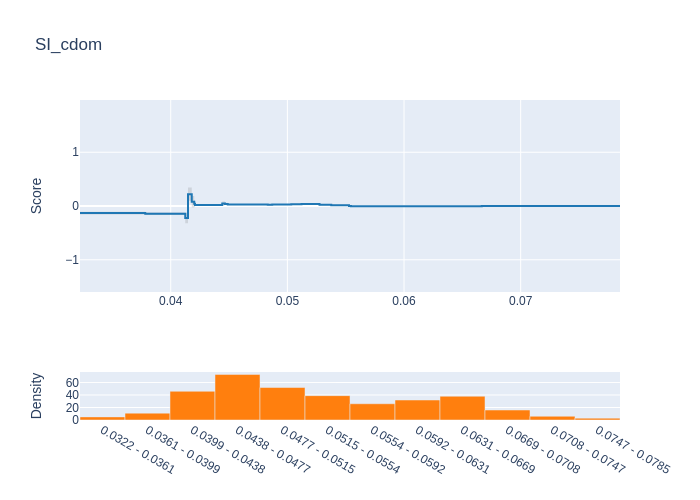 SI_cdom
Score
1
0
−1
0.04
0.05
0.06
0.07
Density
60
40
20
0
0.0322 - 0.0361
0.0361 - 0.0399
0.0399 - 0.0438
0.0438 - 0.0477
0.0477 - 0.0515
0.0515 - 0.0554
0.0554 - 0.0592
0.0592 - 0.0631
0.0631 - 0.0669
0.0669 - 0.0708
0.0708 - 0.0747
0.0747 - 0.0785